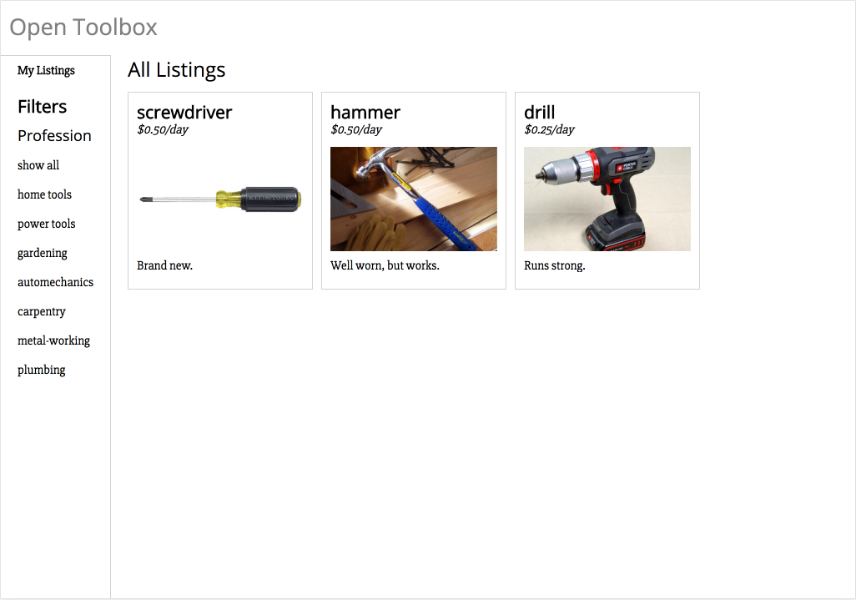 Open Toolbox
My Listings
Filters
Profession
show all
home tools
power tools
gardening
automechanics
carpentry
metal-working
plumbing
All Listings
screwdriver
$0.50/day
Brand new.
hammer
$0.50/day
Well worn, but works.
drill
$0.25/day
Runs strong.